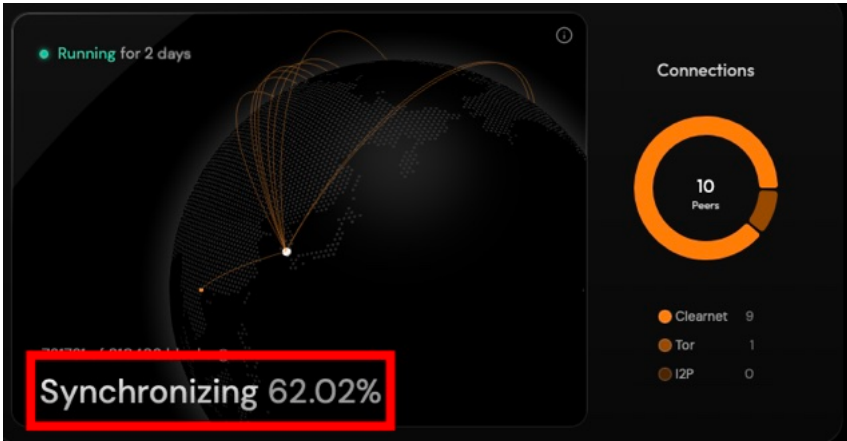 Running for 2 days
Synchronizing 62.02%
Connections
10
Peers
Clearnet 9
Tor 1
I2P 0